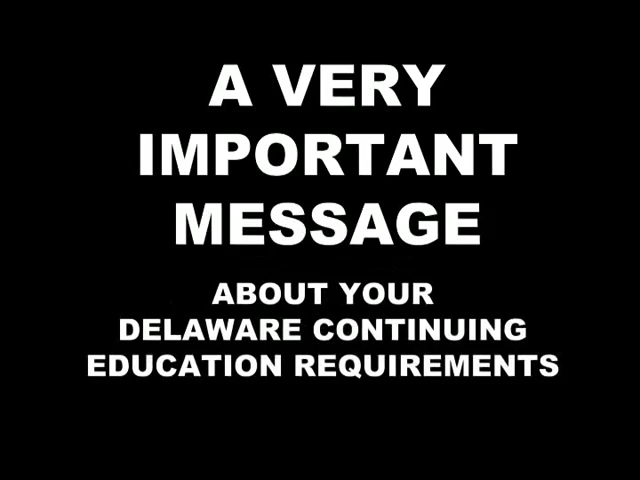 A VERY
IMPORTANT
MESSAGE
ABOUT YOUR
DELAWARE CONTINUING
EDUCATION REQUIREMENTS